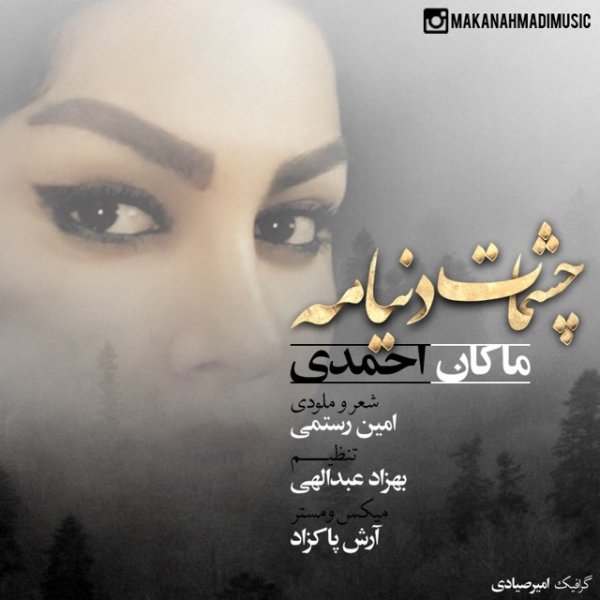 MAKANAHMADIMUSIC
چشمات دنیامه
ماکان احمدی
شعر و ملودی
امین رستمی
تنظیم
بهزاد عبدالهی
میکس و مستر
آرش پاکزاد
گرافیک امیرصیادی